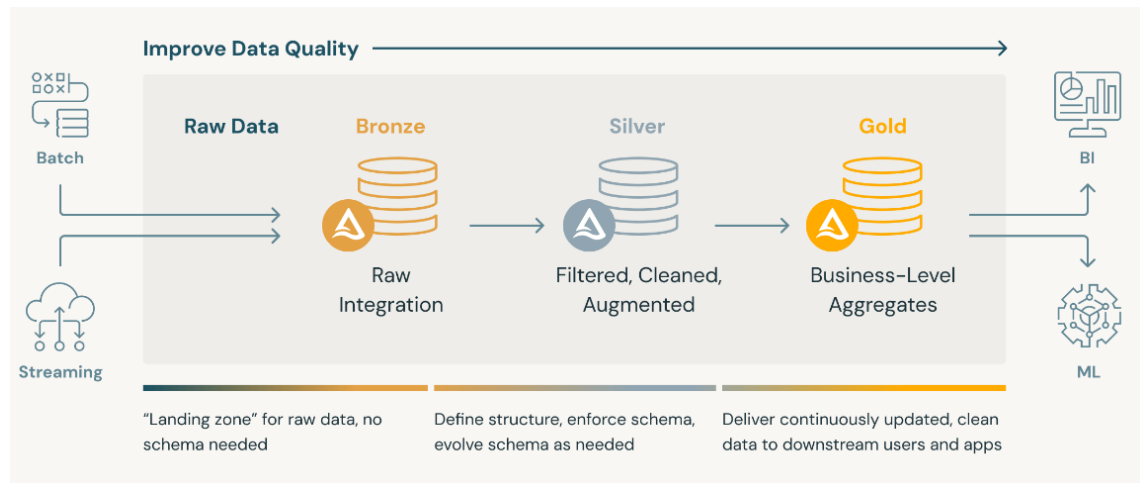 Improve Data Quality
Batch
Streaming
Raw Data
Bronze
Silver
Gold
Raw
Integration
Filtered, Cleaned,
Augmented
Business-Level
Aggregates
BI
ML
“Landing zone” for raw data, no
schema needed
Define structure, enforce schema,
evolve schema as needed
Deliver continuously updated, clean
data to downstream users and apps